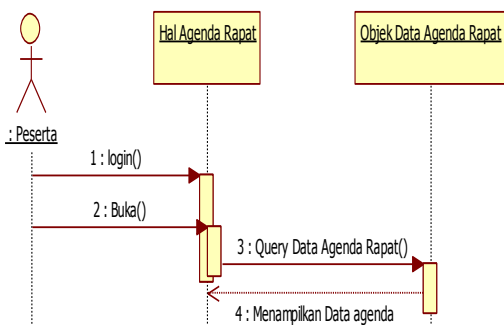 Hal Agenda Rapat
Objek Data Agenda Rapat
: Peserta
1 : login()
2 : Buka()
3 : Query Data Agenda Rapat()
4 : Menampilkan Data agenda